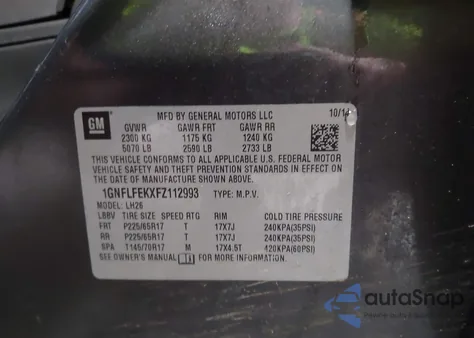 GM
MFD BY GENERAL MOTORS LLC 10/14
GVWR GAWR FRT GAWR RR
2300 KG 1175 KG 1240 KG
5070 LB 2590 LB 2733 LB
THIS VEHICLE CONFORMS TO ALL APPLICABLE U.S. FEDERAL MOTOR
VEHICLE SAFETY AND THEFT PREVENTION STANDARDS IN EFFECT ON THE
DATE OF MANUFACTURE SHOWN ABOVE.
1GNFLFEKXFZ112993 TYPE: M.P.V.
MODEL: LH26
LBBV TIRE SIZE SPEED RTG RIM COLD TIRE PRESSURE
FRT P225/65R17 T 17X7J 240KPA(35PSI)
RR P225/65R17 T 17X7J 240KPA(35PSI)
SPA T145/70R17 M 17X4.5T 420KPA(60PSI)
SEE OWNER'S MANUAL FOR MORE INFORMATION.
autoSnap